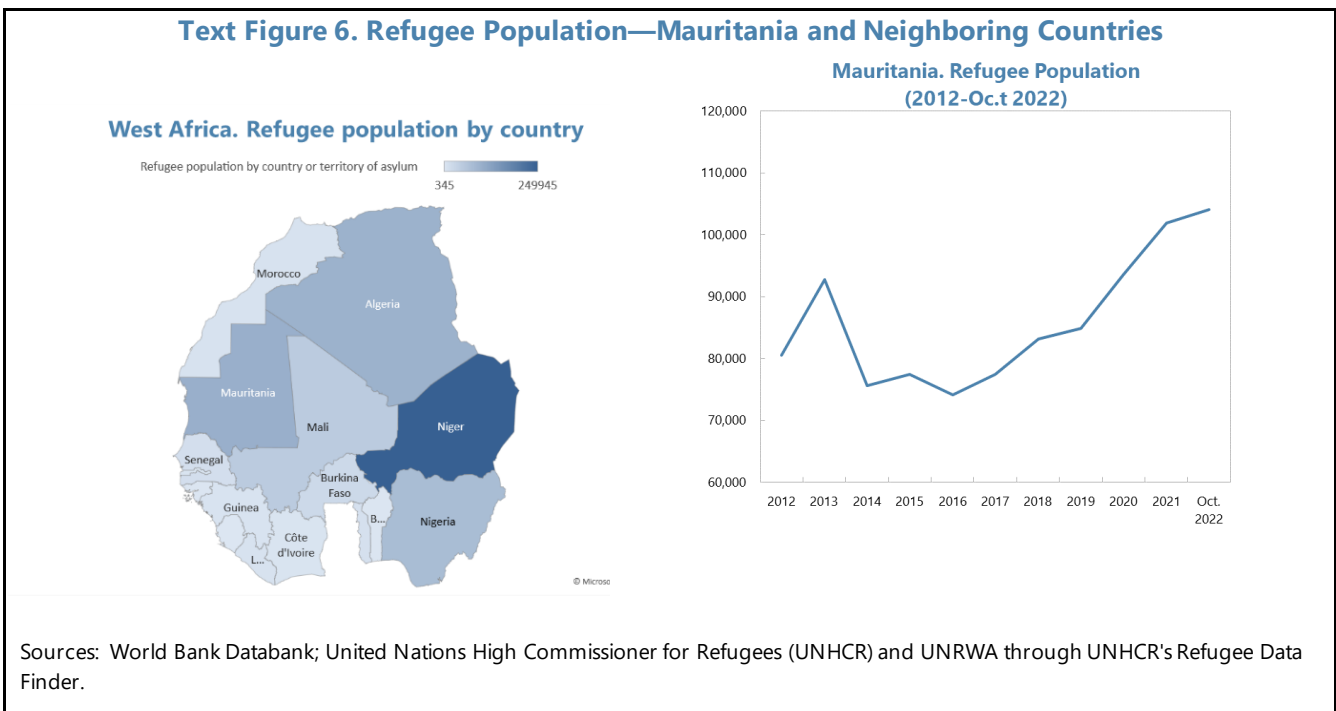 Text Figure 6. Refugee Population—Mauritania and Neighboring Countries
West Africa. Refugee population by country
Refugee population by country or territory of asylum
345
249945
Morocco
Algeria
Mauritania
Mali
Niger
Senegal
Burkina
Faso
Guinea
B...
Nigeria
Côte
d'Ivoire
L...
© Microso
Mauritania. Refugee Population
(2012-Oc.t 2022)
120,000
110,000
100,000
90,000
80,000
70,000
60,000
2012 2013 2014 2015 2016 2017 2018 2019 2020 2021 Oct.
2022
Sources: World Bank Databank; United Nations High Commissioner for Refugees (UNHCR) and UNRWA through UNHCR's Refugee Data
Finder.